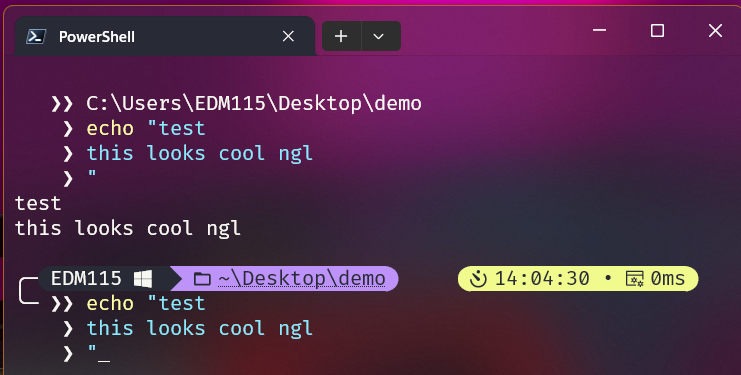 PowerShell
❯❯ C:\Users\EDM115\Desktop\demo
❯ echo "test
❯ this looks cool ngl
❯ "
test
this looks cool ngl
EDM115 ~\Desktop\demo 14:04:30 • 0ms
❯❯ echo "test
❯ this looks cool ngl
❯ "_